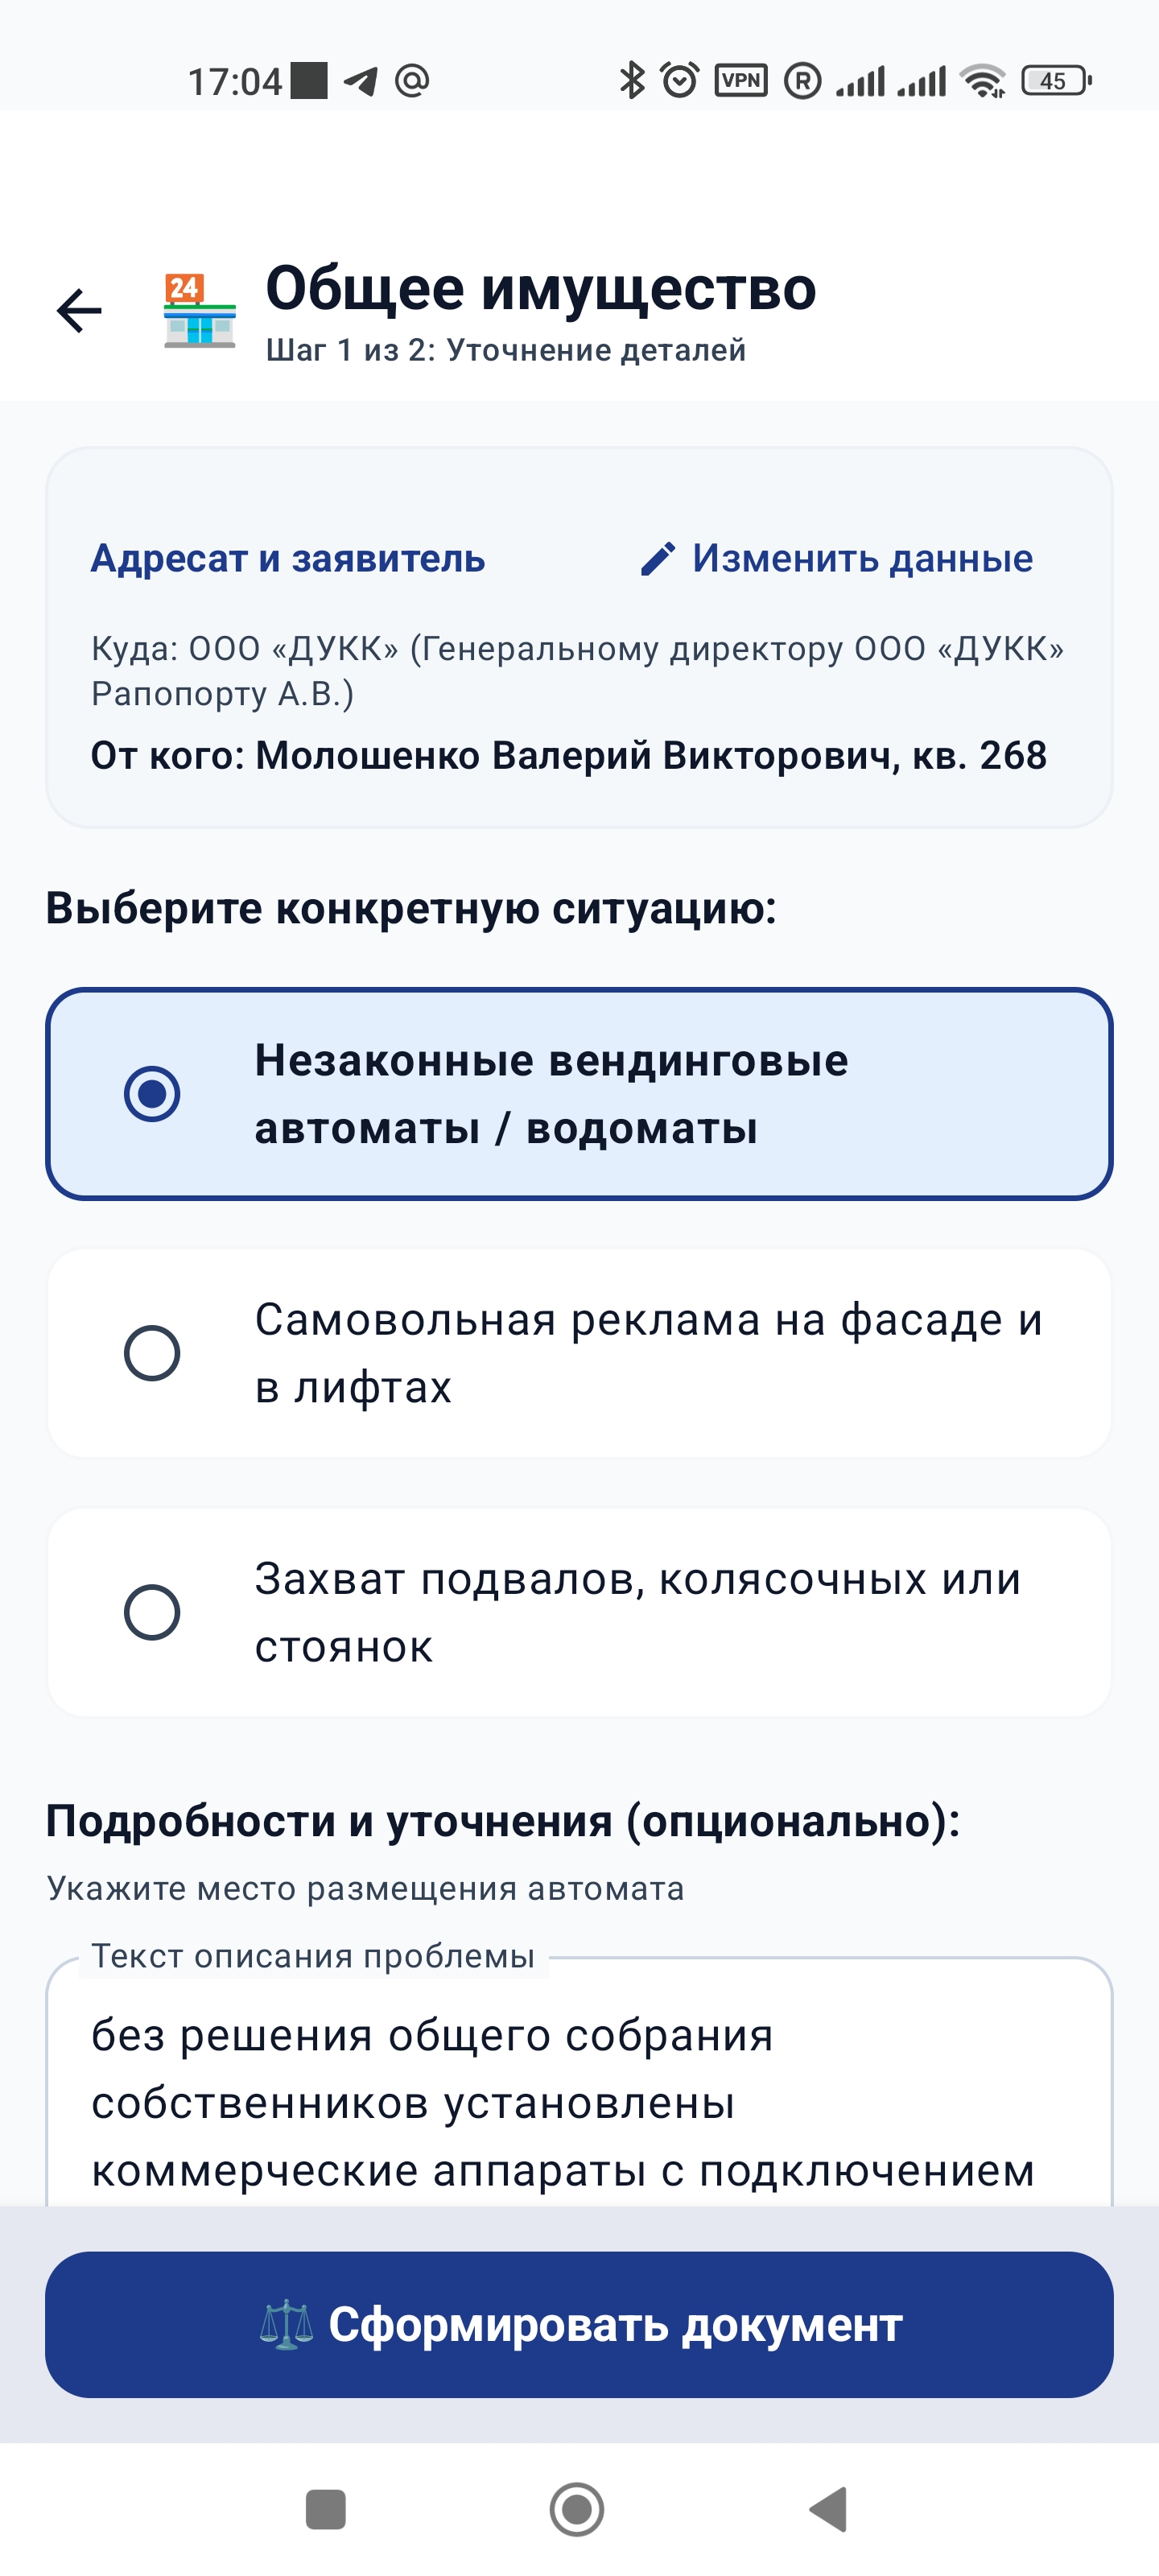 17:04
VPN
R
45
24
Общее имущество
Шаг 1 из 2: Уточнение деталей
Адресат и заявитель
Изменить данные
Куда: ООО «ДУКК» (Генеральному директору ООО «ДУКК»
Рапопорту А.В.)
От кого: Молошенко Валерий Викторович, кв. 268
Выберите конкретную ситуацию:
Незаконные вендинговые
автоматы / водоматы
Самовольная реклама на фасаде и
в лифтах
Захват подвалов, колясочных или
стоянок
Подробности и уточнения (опционально):
Укажите место размещения автомата
Текст описания проблемы
без решения общего собрания
собственников установлены
коммерческие аппараты с подключением
Сформировать документ